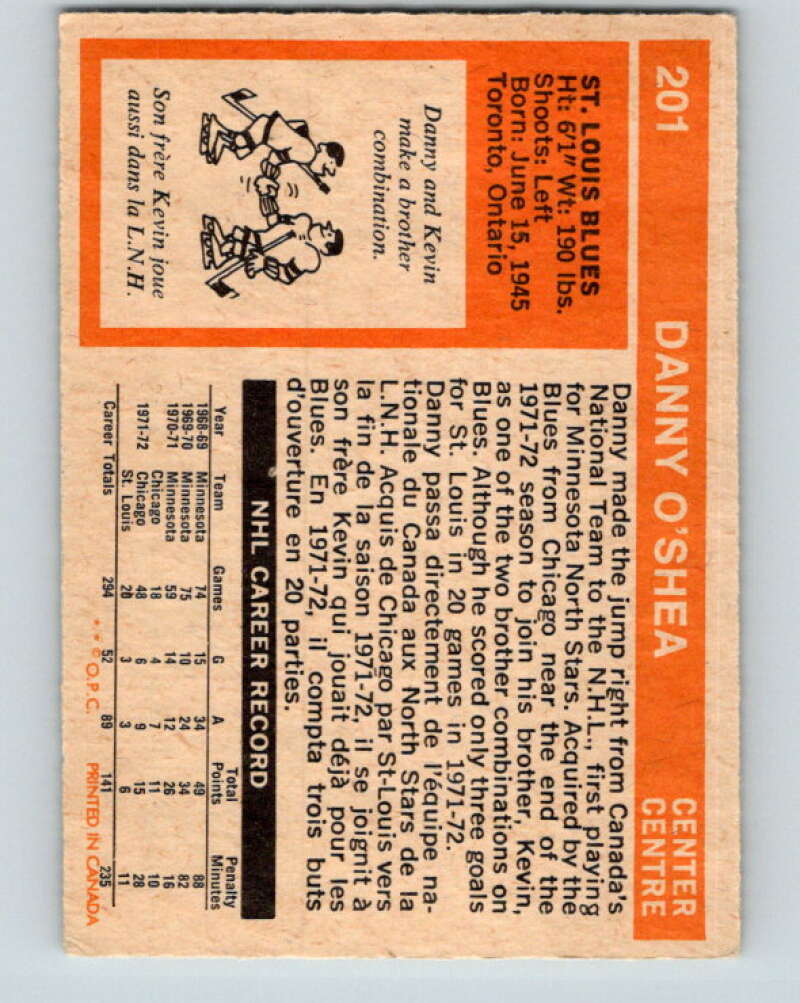 201 DANNY O'SHEA CENTER
CENTRE
ST. LOUIS BLUES
Ht: 6'1" Wt: 190 lbs.
Shoots: Left
Born: June 15, 1945
Toronto, Ontario
Danny and Kevin
make a brother
combination.
Son frère Kevin joue
aussi dans la L.N.H.
Danny made the jump right from Canada's
National Team to the N.H.L., first playing
for Minnesota North Stars. Acquired by the
Blues from Chicago near the end of the
1971-72 season to join his brother, Kevin,
as one of the two brother combinations on
Blues. Although he scored only three goals
for St. Louis in 20 games in 1971-72.
Danny passa directement de l'équipe na-
tionale du Canada aux North Stars de la
L.N.H. Acquis de Chicago par St-Louis vers
la fin de la saison 1971-72, il se joignit à
son frère Kevin qui jouait déjà pour les
Blues. En 1971-72, il compta trois buts
d'ouverture en 20 parties.
NHL CAREER RECORD
Year Team Games G A Total Points Penalty Minutes
1968-69 Minnesota 74 15 34 49 88
1969-70 Minnesota 75 10 24 34 82
1970-71 Minnesota 59 14 12 26 16
Chicago 18 4 7 11 10
1971-72 Chicago 48 6 9 15 28
St. Louis 20 3 3 6 11
Career Totals 294 52 89 141 235
* * © O.P.C. PRINTED IN CANADA